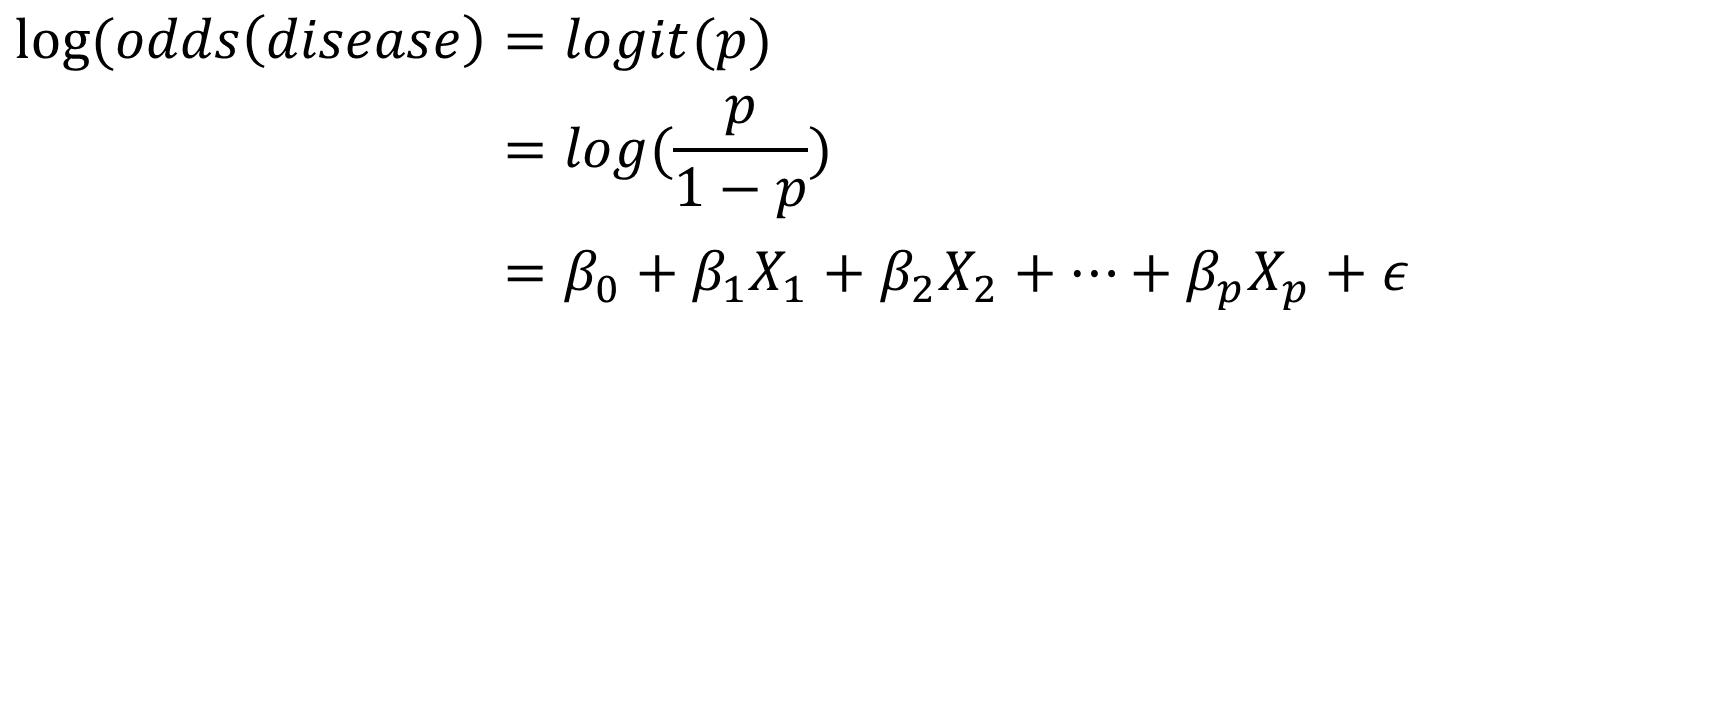 log(odds(disease) = logit(p)
= log(p/(1 − p))
= β₀ + β₁X₁ + β₂X₂ + ⋯ + βₚXₚ + ϵ